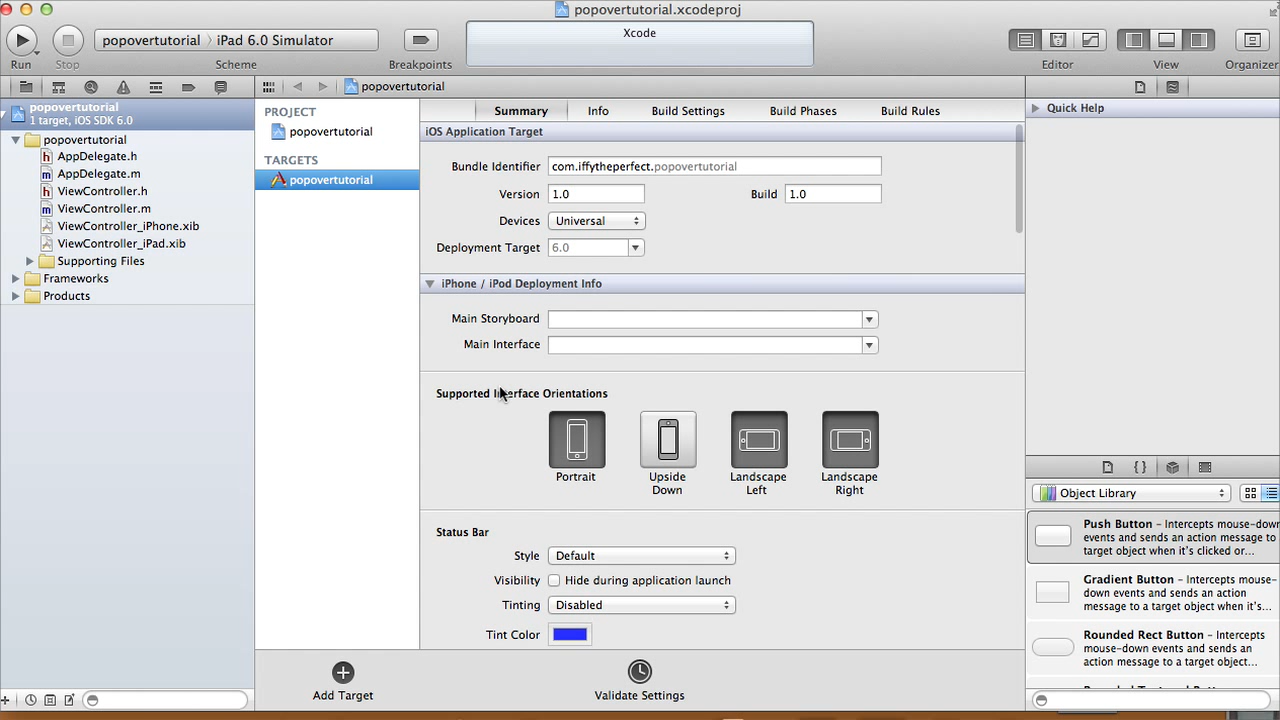 popovertutorial.xcodeproj
popovertutorial iPad 6.0 Simulator
Xcode
Run
Stop
Scheme
Breakpoints
Editor
View
Organizer
popovertutorial
1 target, iOS SDK 6.0
popovertutorial
AppDelegate.h
AppDelegate.m
ViewController.h
ViewController.m
ViewController_iPhone.xib
ViewController_iPad.xib
Supporting Files
Frameworks
Products
popovertutorial
PROJECT
popovertutorial
TARGETS
popovertutorial
Summary
Info
Build Settings
Build Phases
Build Rules
iOS Application Target
Bundle Identifier com.iffytheperfect.popovertutorial
Version 1.0
Build 1.0
Devices Universal
Deployment Target 6.0
iPhone / iPod Deployment Info
Main Storyboard
Main Interface
Supported Interface Orientations
Portrait
Upside
Down
Landscape
Left
Landscape
Right
Status Bar
Style Default
Visibility Hide during application launch
Tinting Disabled
Tint Color
Add Target
Validate Settings
Quick Help
Object Library
Push Button – Intercepts mouse-down
events and sends an action message to
target object when it's clicked or...
Gradient Button – Intercepts mouse-
down events and sends an action
message to a target object when it's...
Rounded Rect Button – Intercepts
mouse-down events and sends an
action message to a target object...